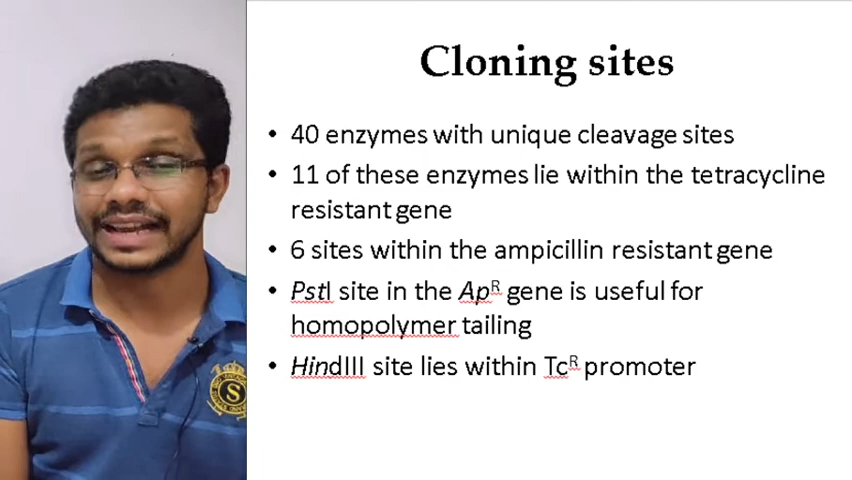 Cloning sites
• 40 enzymes with unique cleavage sites
• 11 of these enzymes lie within the tetracycline
resistant gene
• 6 sites within the ampicillin resistant gene
• PstI site in the Apᴿ gene is useful for
homopolymer tailing
• HindIII site lies within Tcᴿ promoter
S